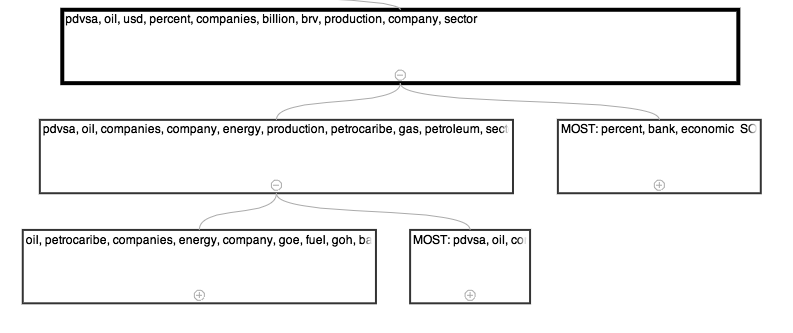 pdvsa, oil, usd, percent, companies, billion, brv, production, company, sector
pdvsa, oil, companies, company, energy, production, petrocaribe, gas, petroleum, sect
MOST: percent, bank, economic SO
oil, petrocaribe, companies, energy, company, goe, fuel, goh, ba
MOST: pdvsa, oil, co